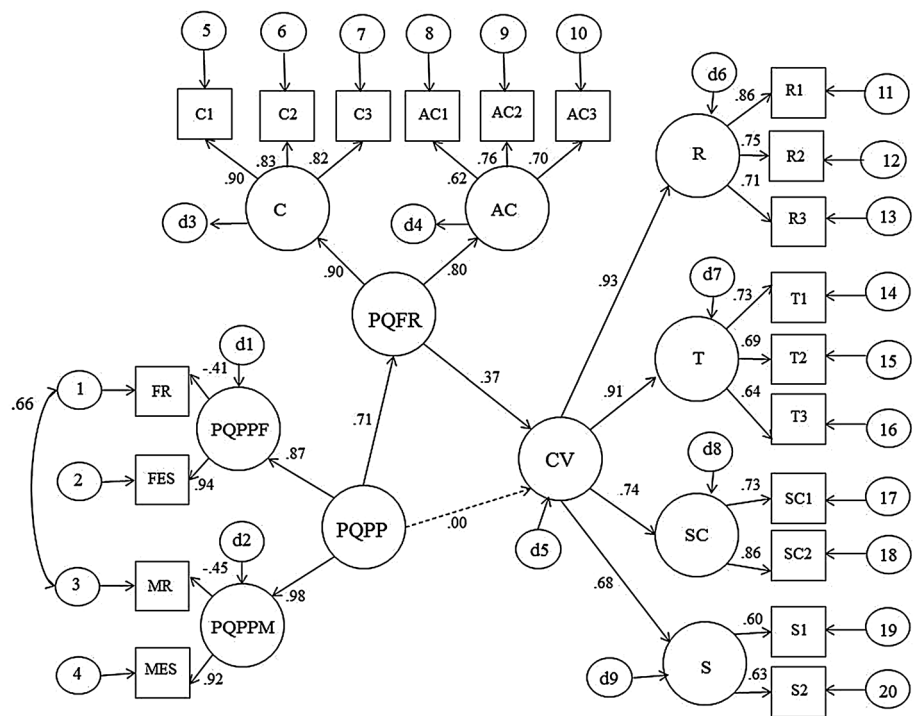 5 6 7 8 9 10
C1 C2 C3 AC1 AC2 AC3
.90 .83 .82 .62 .76 .70
d3 C d4 AC
.90 .80
PQFR
d6
R
.86 R1 11
.75 R2 12
.71 R3 13
.93
d7
T
.73 T1 14
.69 T2 15
.64 T3 16
.91
.37
.71
d1
1 FR -.41
.66
PQPPF
2 FES .94
.87
CV
d5
PQPP
.00
d2
3 MR -.45
.98
PQPPM
4 MES .92
.74
d8
SC
.73 SC1 17
.86 SC2 18
.68
d9
S
.60 S1 19
.63 S2 20